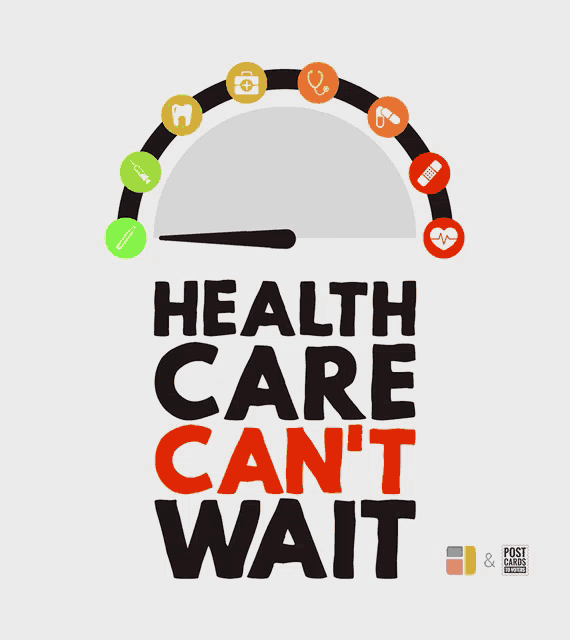 HEALTH
CARE
CAN'T
WAIT
&
POST
CARDS
TO VOTERS